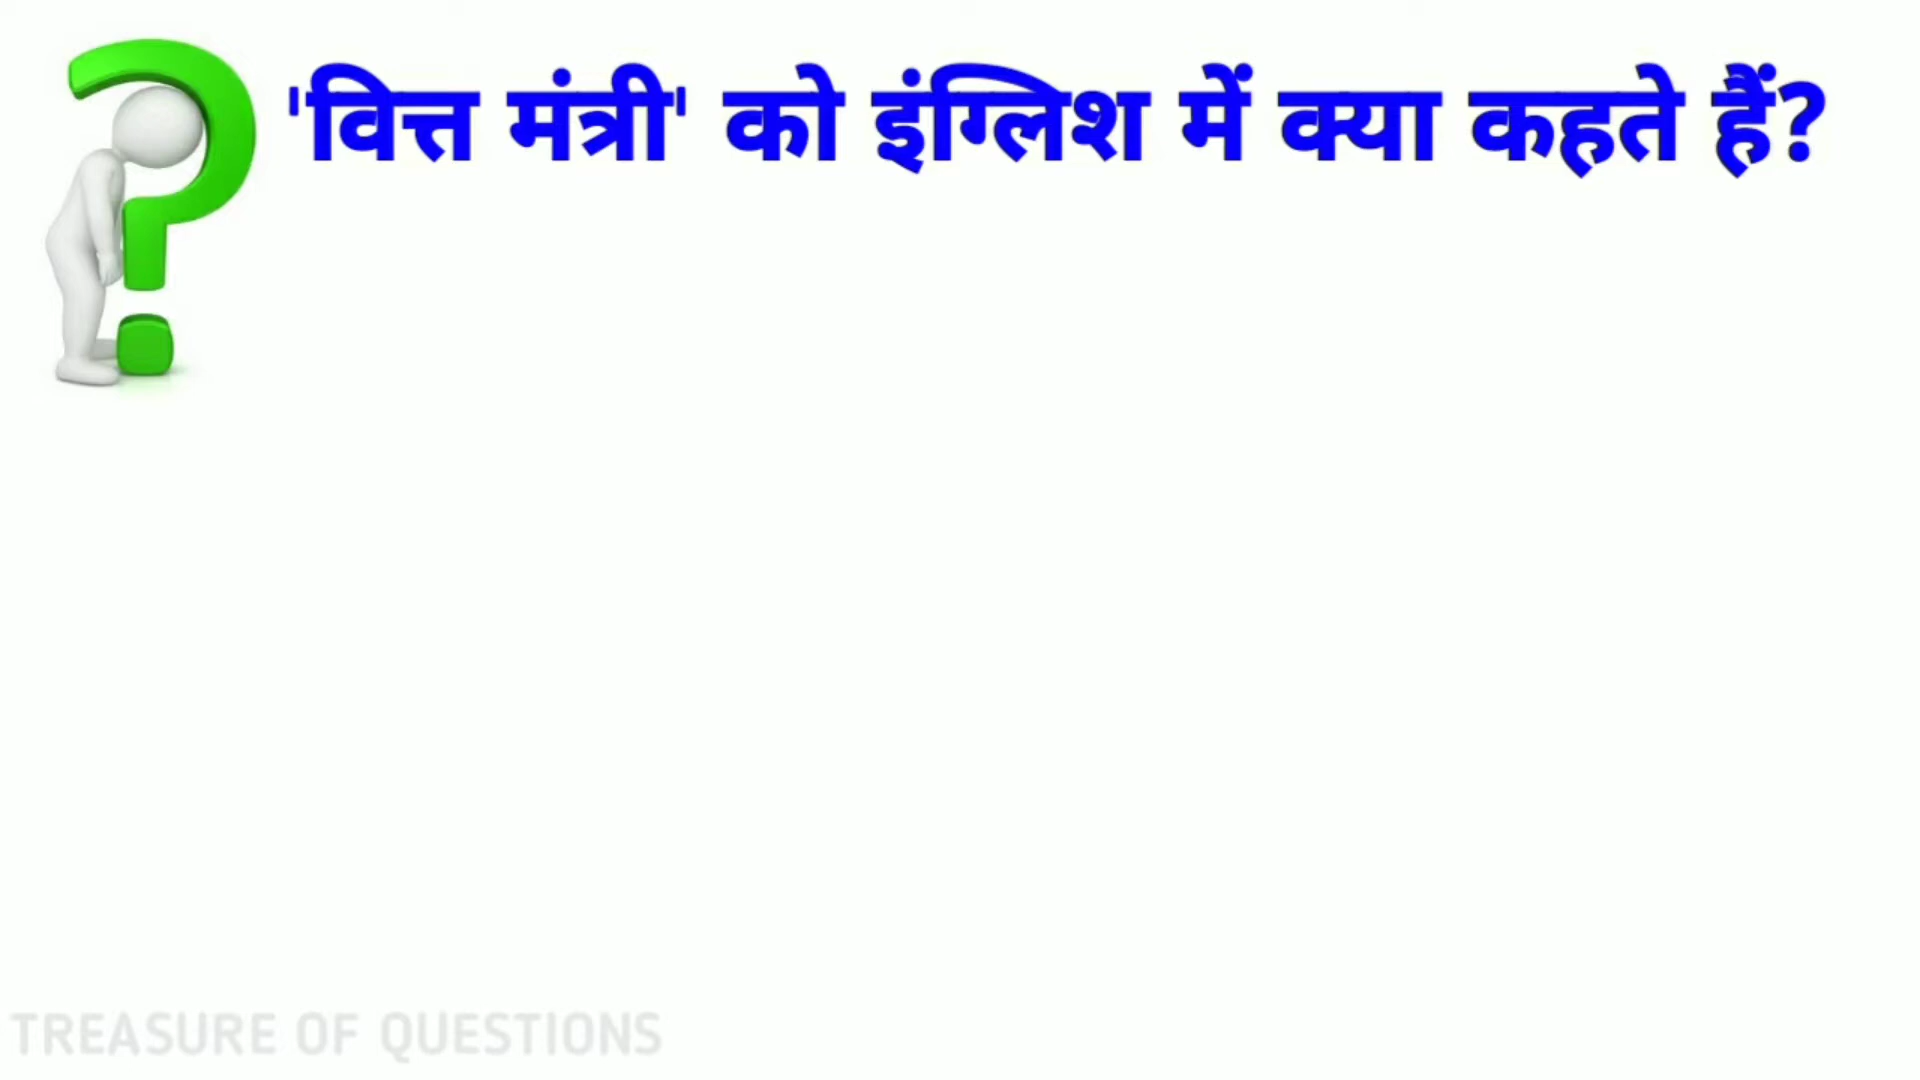 'वित्त मंत्री' को इंग्लिश में क्या कहते हैं?
TREASURE OF QUESTIONS